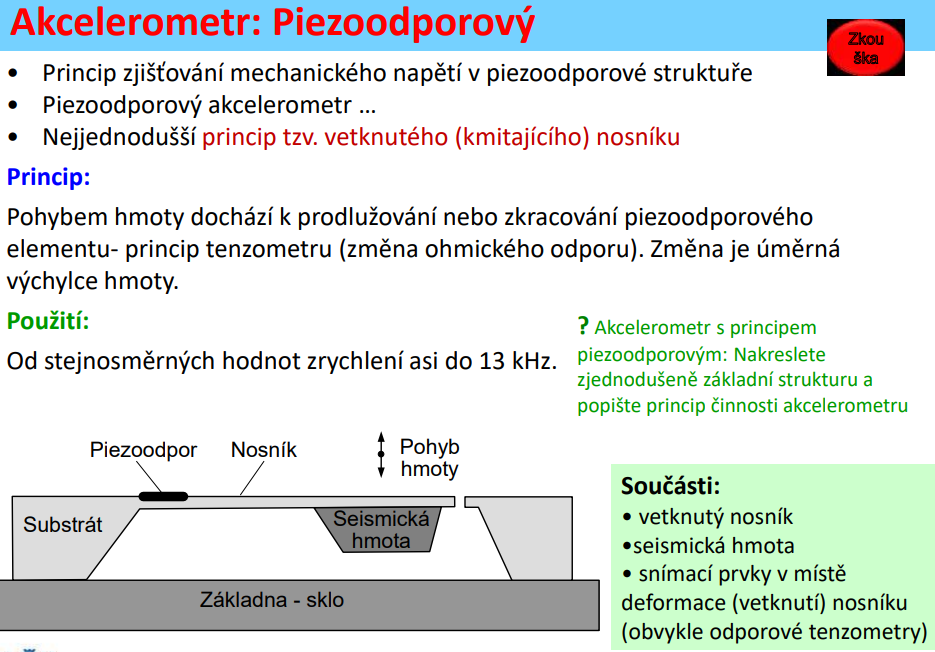 Akcelerometr: Piezoodporový
Zkou
ška
• Princip zjišťování mechanického napětí v piezoodporové struktuře
• Piezoodporový akcelerometr …
• Nejjednodušší princip tzv. vetknutého (kmitajícího) nosníku
Princip:
Pohybem hmoty dochází k prodlužování nebo zkracování piezoodporového
elementu- princip tenzometru (změna ohmického odporu). Změna je úměrná
výchylce hmoty.
Použití:
Od stejnosměrných hodnot zrychlení asi do 13 kHz.
? Akcelerometr s principem
piezoodporovým: Nakreslete
zjednodušeně základní strukturu a
popište princip činnosti akcelerometru
Piezoodpor
Nosník
Pohyb
hmoty
Substrát
Seismická
hmota
Základna - sklo
Součásti:
• vetknutý nosník
•seismická hmota
• snímací prvky v místě
deformace (vetknutí) nosníku
(obvykle odporové tenzometry)